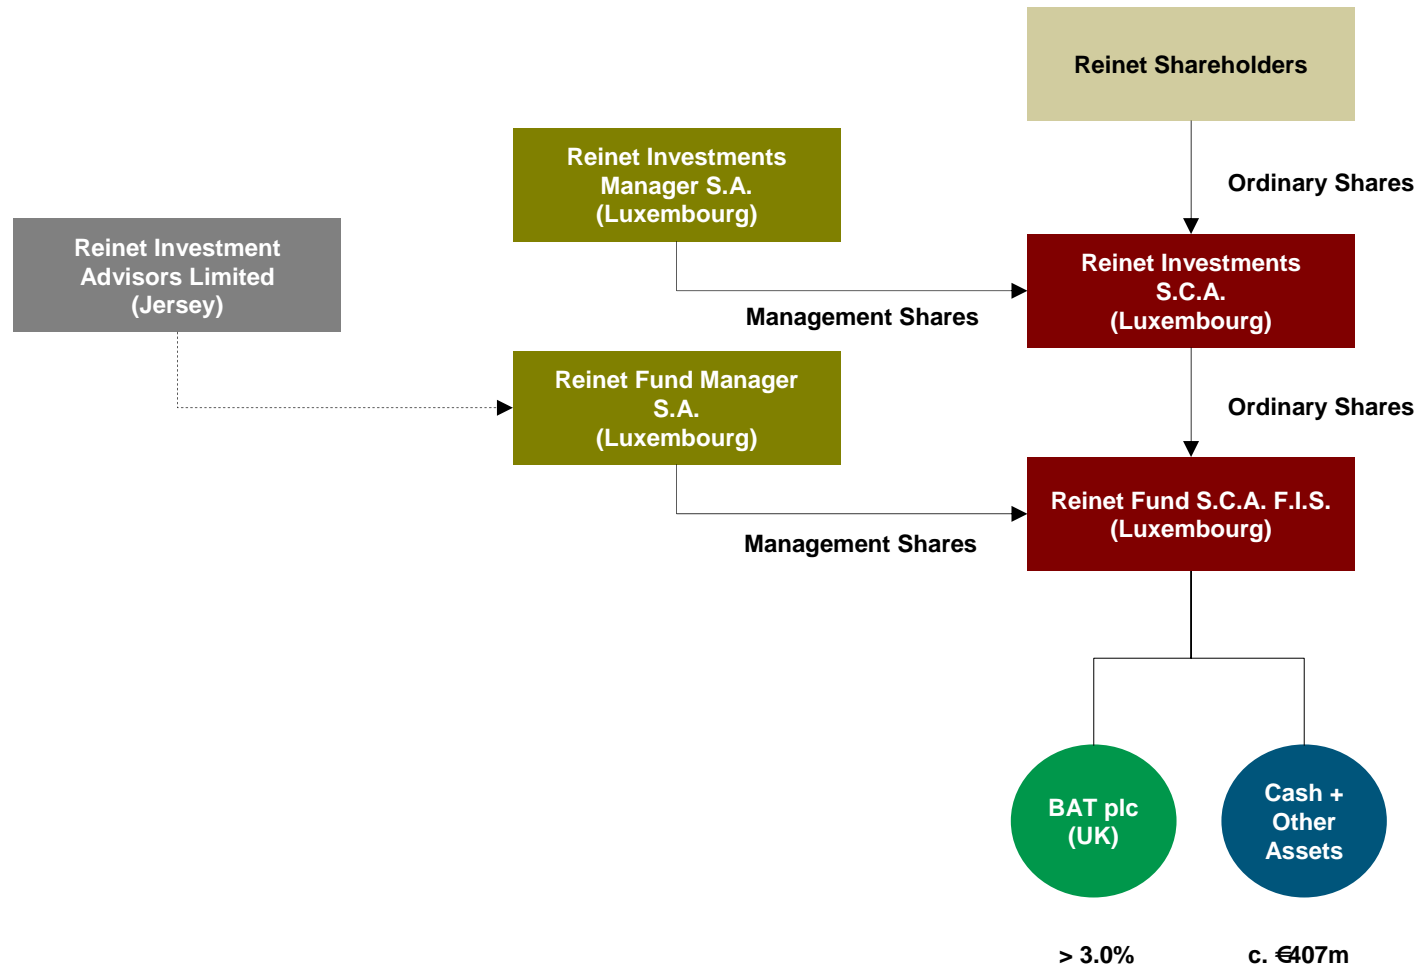 Reinet Shareholders
Reinet Investments
Manager S.A.
(Luxembourg)
Ordinary Shares
Reinet Investment
Advisors Limited
(Jersey)
Reinet Investments
S.C.A.
(Luxembourg)
Management Shares
Reinet Fund Manager
S.A.
(Luxembourg)
Ordinary Shares
Reinet Fund S.C.A. F.I.S.
(Luxembourg)
Management Shares
BAT plc
(UK)
Cash +
Other
Assets
> 3.0%
c. €407m